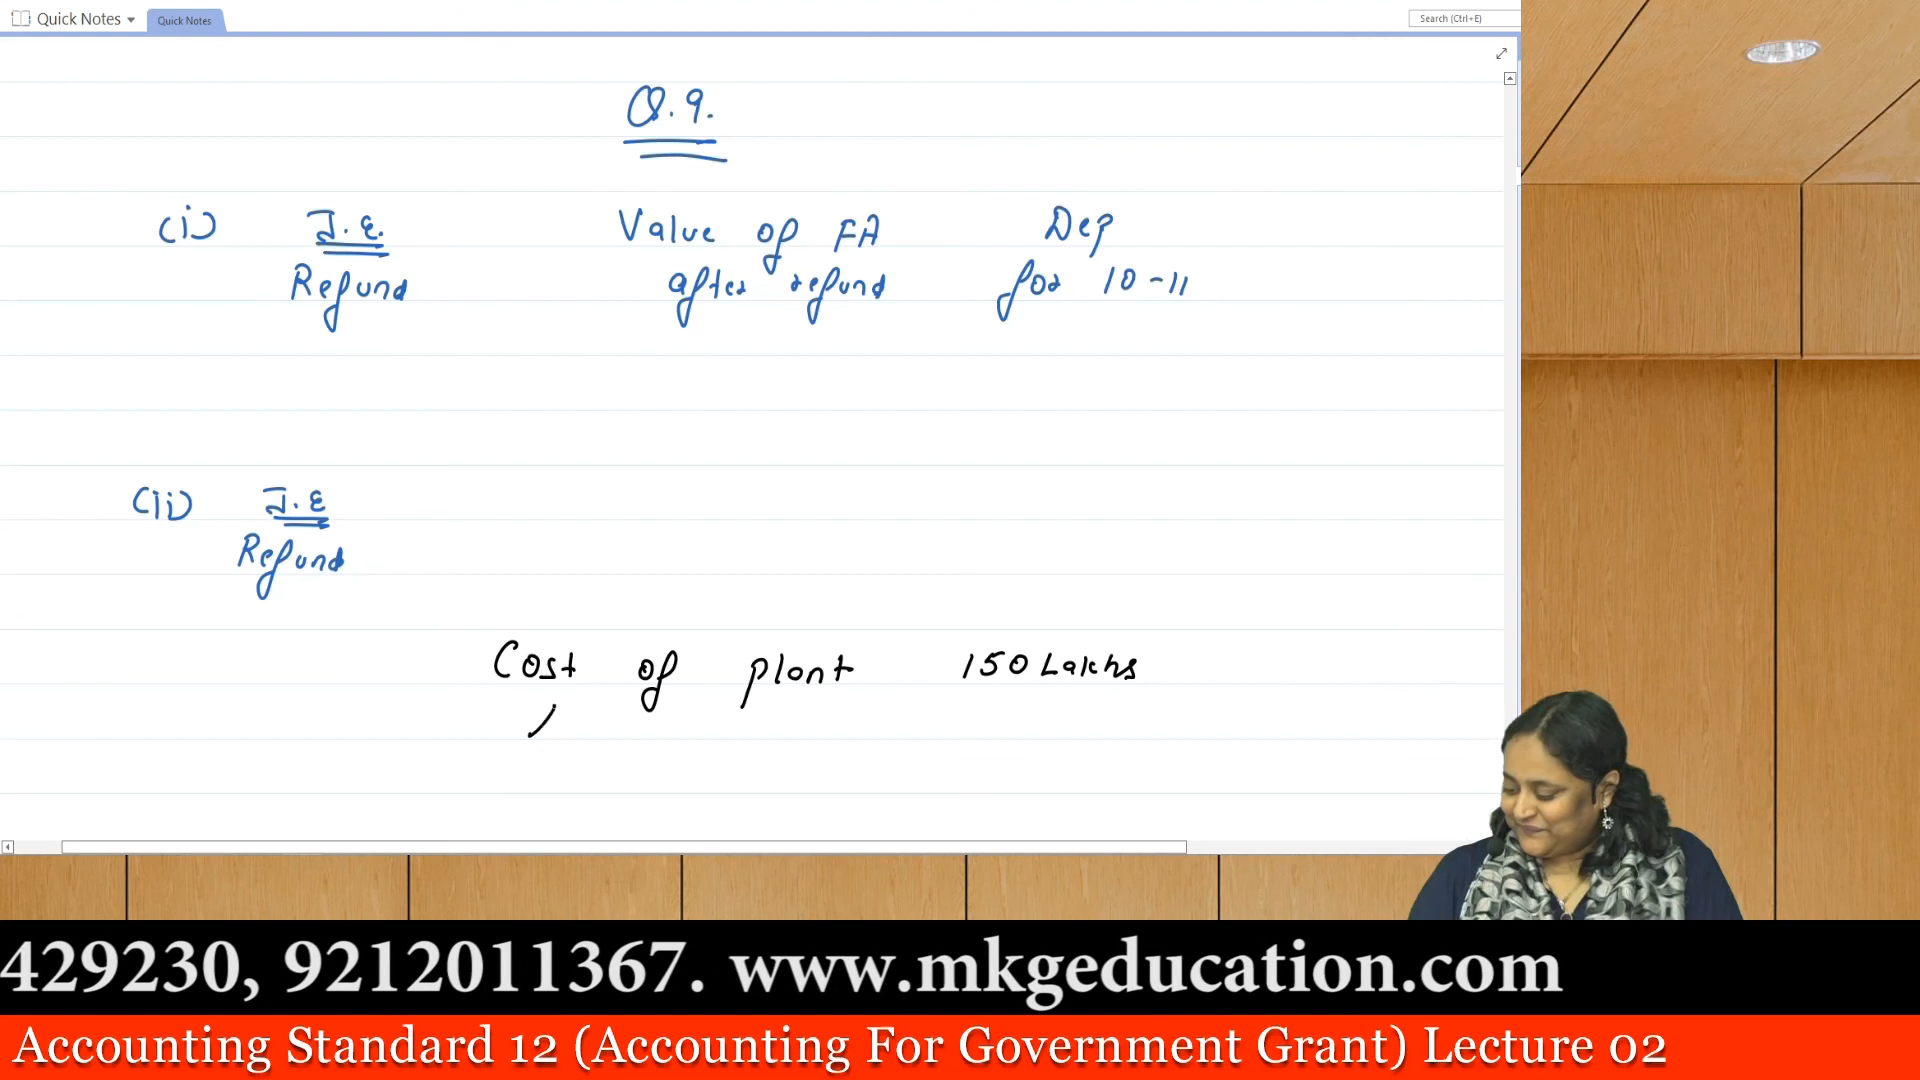 Quick Notes
Quick Notes
Search (Ctrl+E)
Q.9.
(i) J.E. Value of FA Dep
Refund after refund for 10-11
(ii) J.E
Refund
Cost of plant 150 Lakhs
429230, 9212011367. www.mkgeducation.com
Accounting Standard 12 (Accounting For Government Grant) Lecture 02